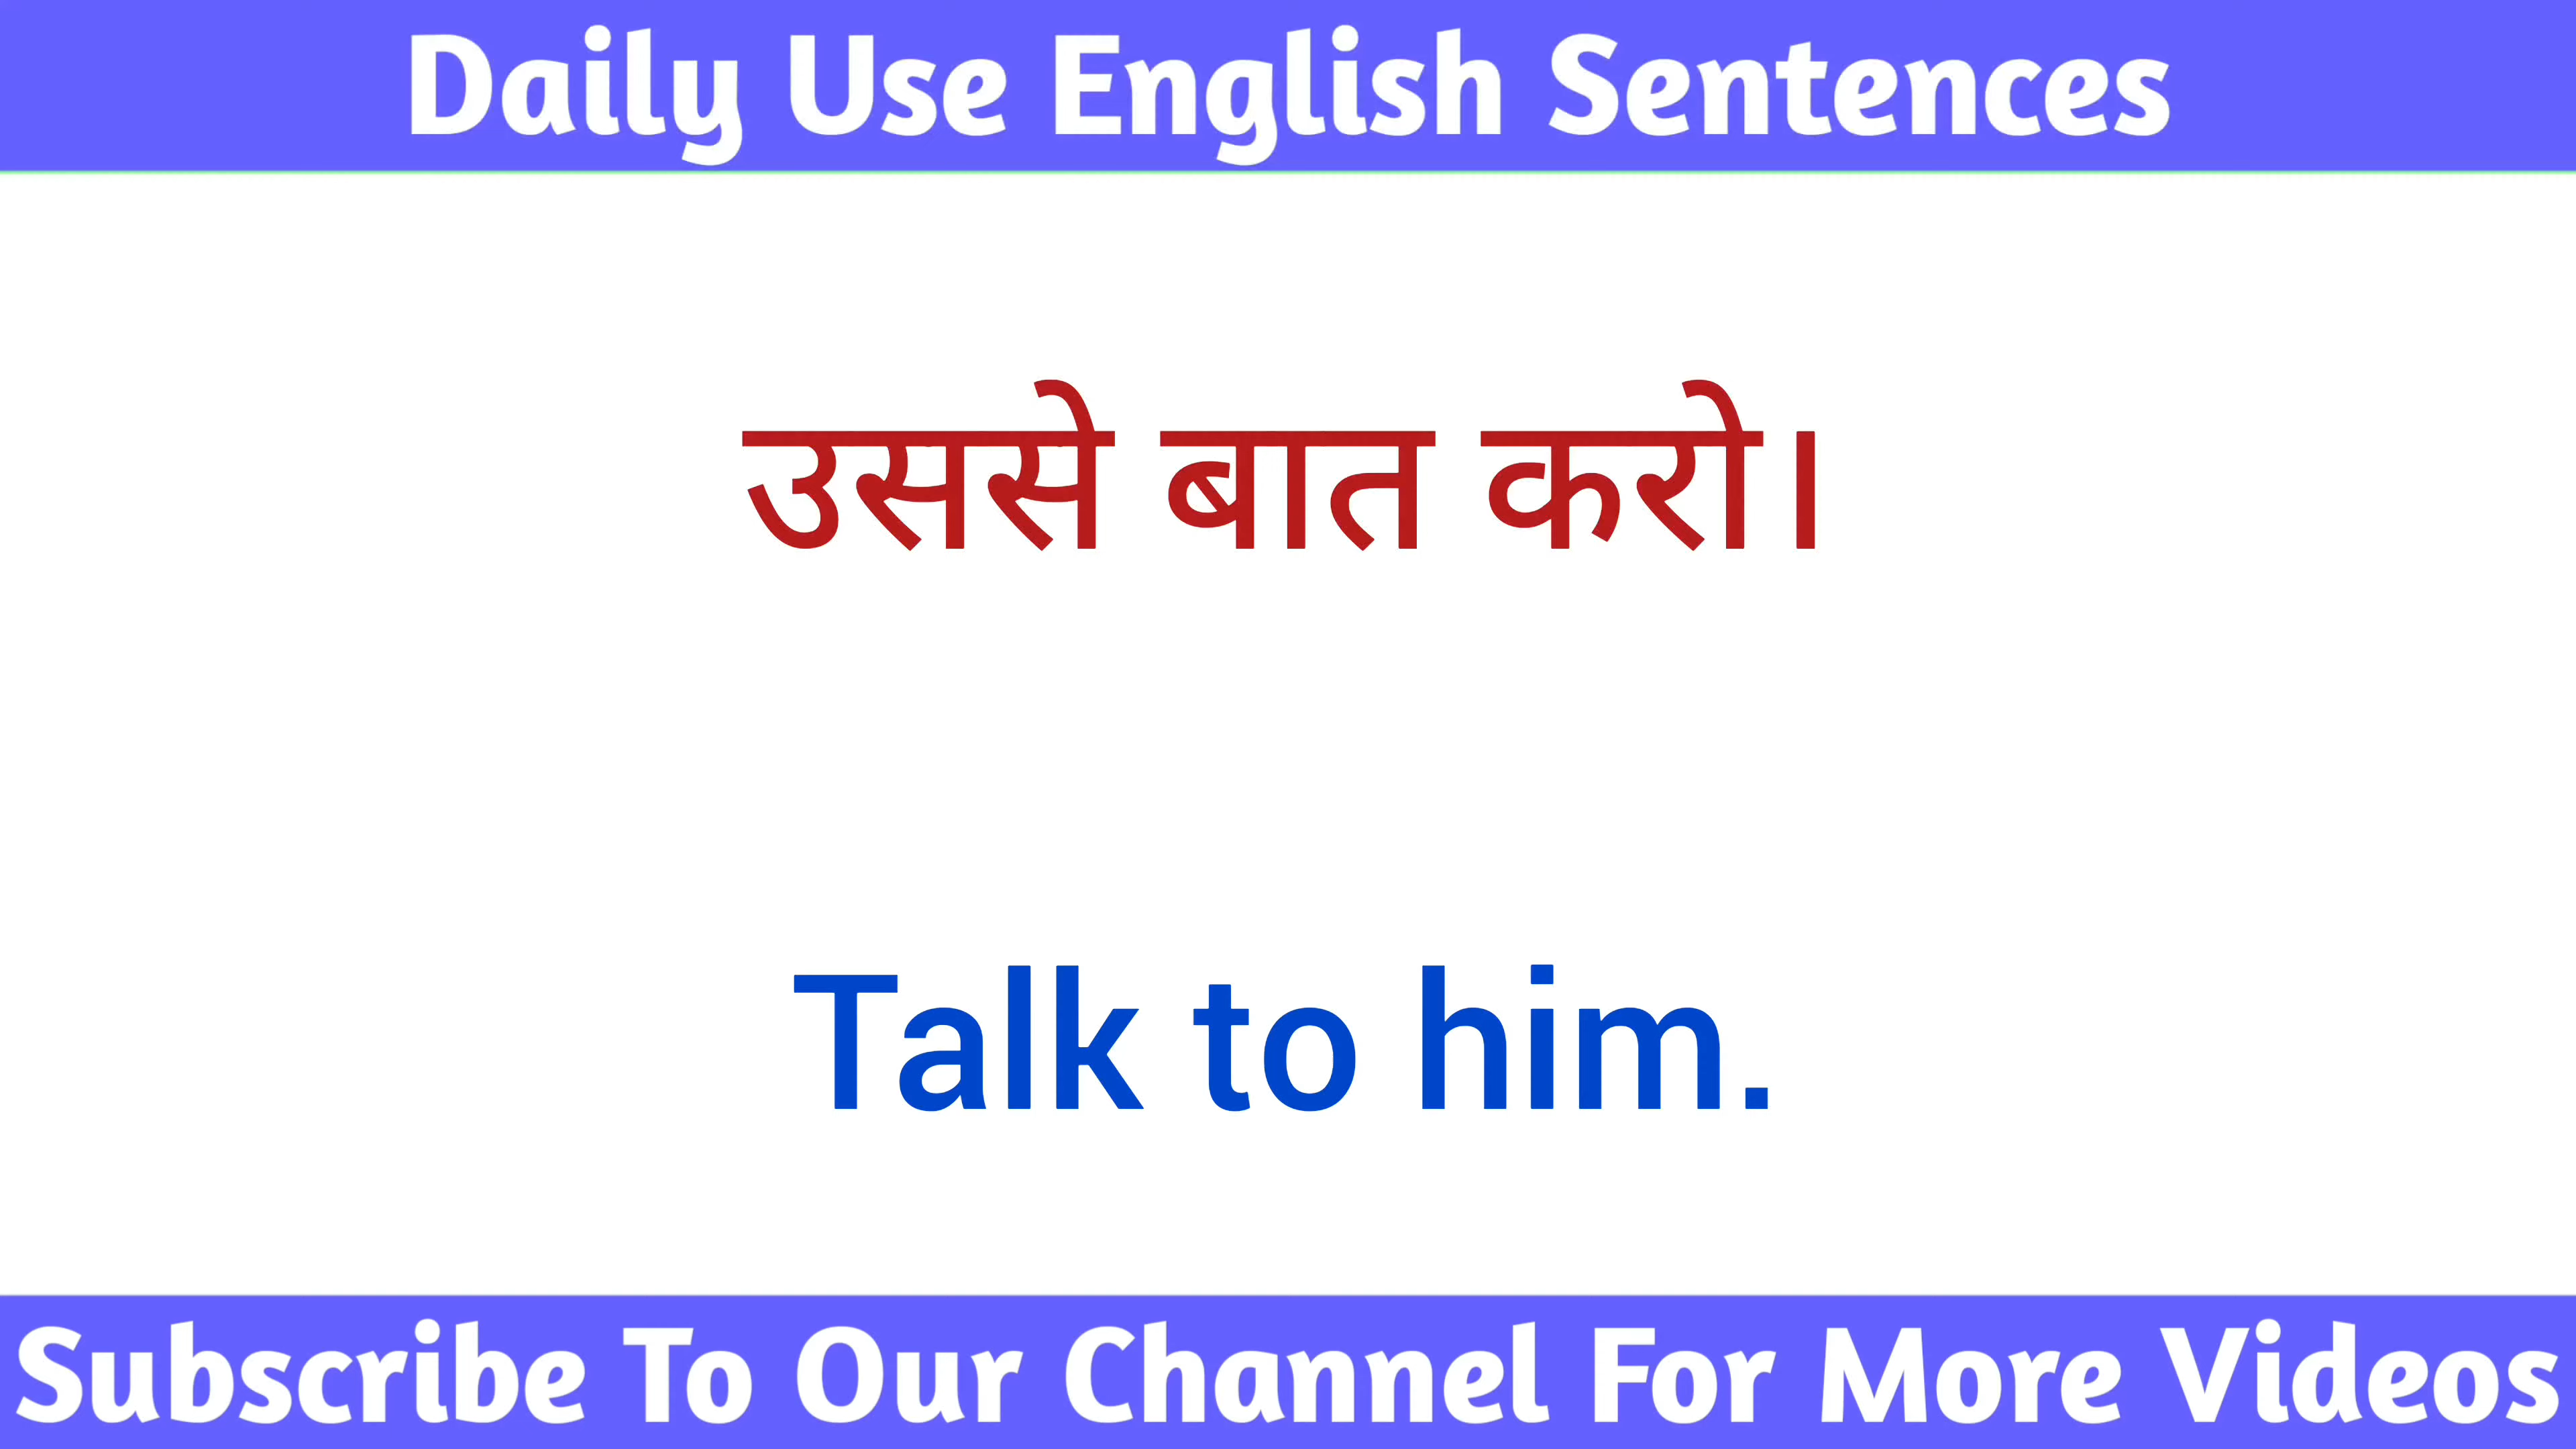 Daily Use English Sentences
उससे बात करो।
Talk to him.
Subscribe To Our Channel For More Videos